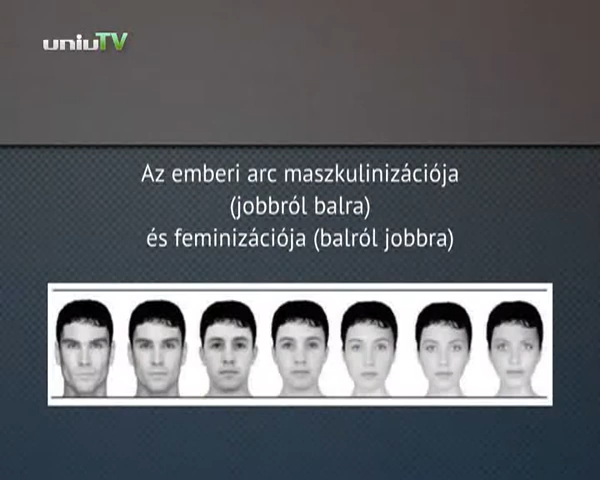 uniuTV
Az emberi arc maszkulinizációja
(jobbról balra)
és feminizációja (balról jobbra)